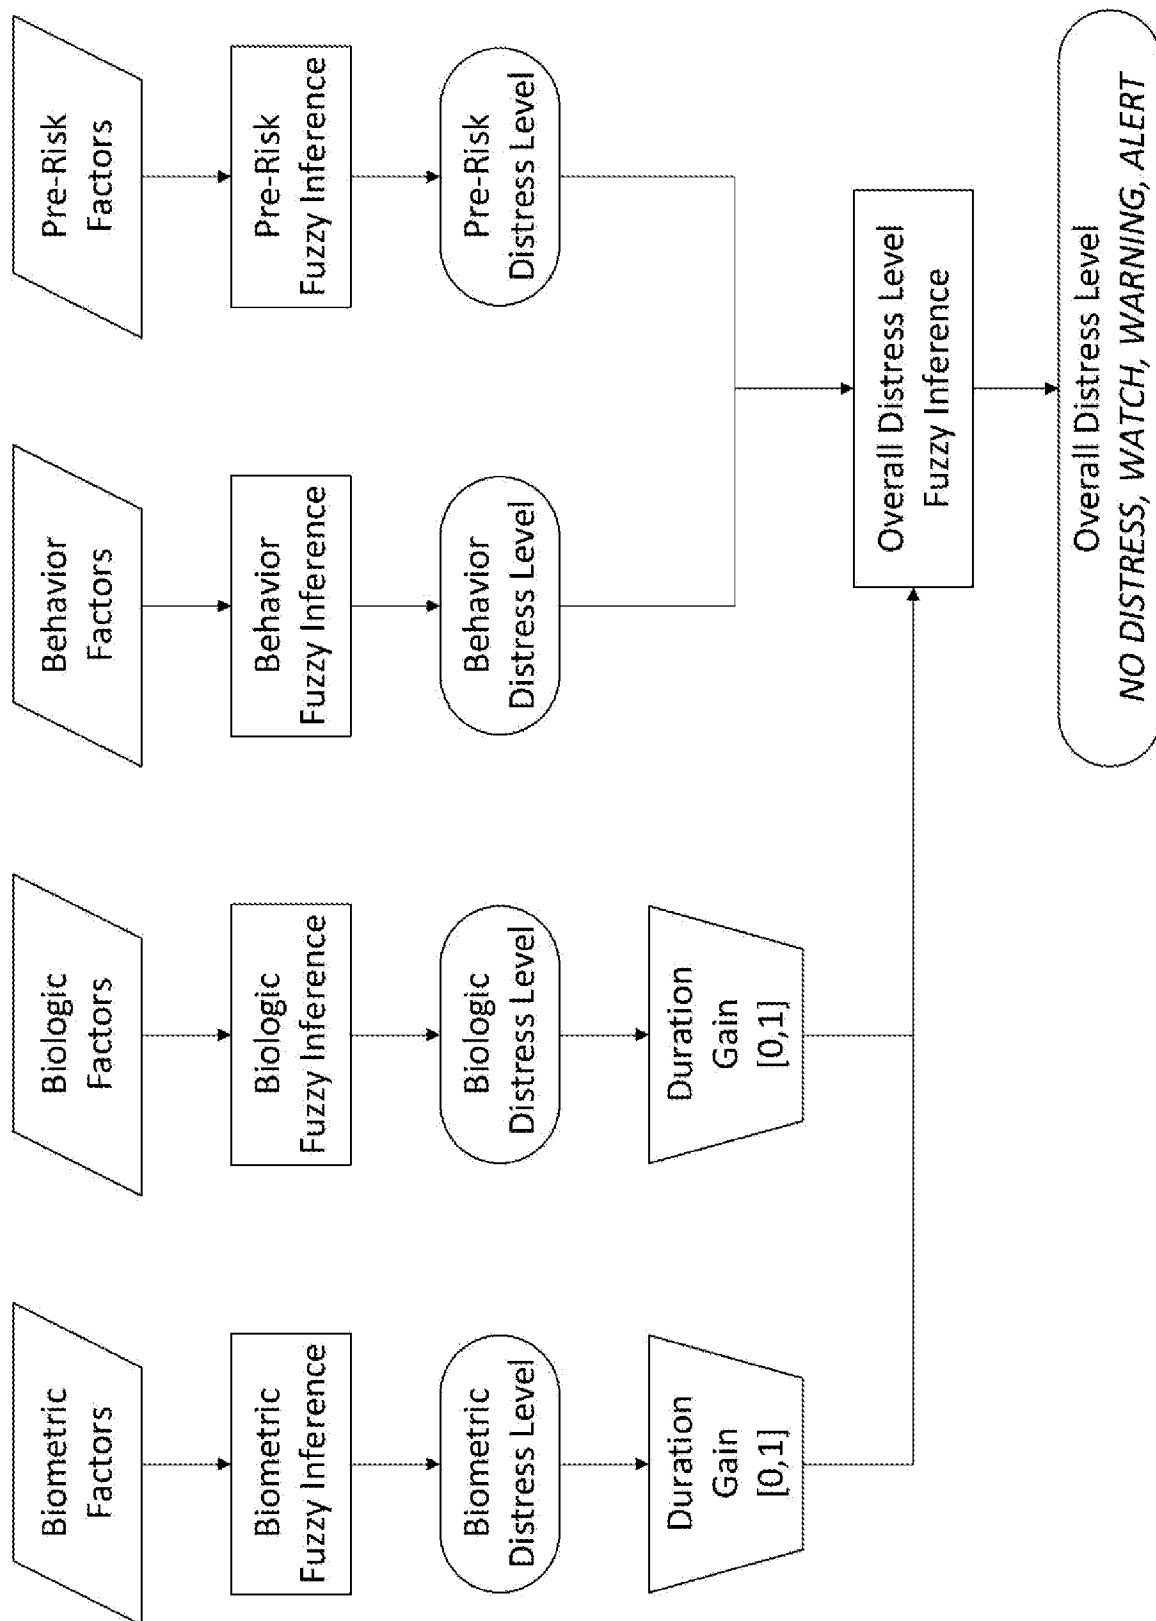 Biometric
Factors
Biometric
Fuzzy Inference
Biometric
Distress Level
Duration
Gain
[0,1]
Biologic
Factors
Biologic
Fuzzy Inference
Biologic
Distress Level
Duration
Gain
[0,1]
Behavior
Factors
Behavior
Fuzzy Inference
Behavior
Distress Level
Pre-Risk
Factors
Pre-Risk
Fuzzy Inference
Pre-Risk
Distress Level
Overall Distress Level
Fuzzy Inference
Overall Distress Level
NO DISTRESS, WATCH, WARNING, ALERT